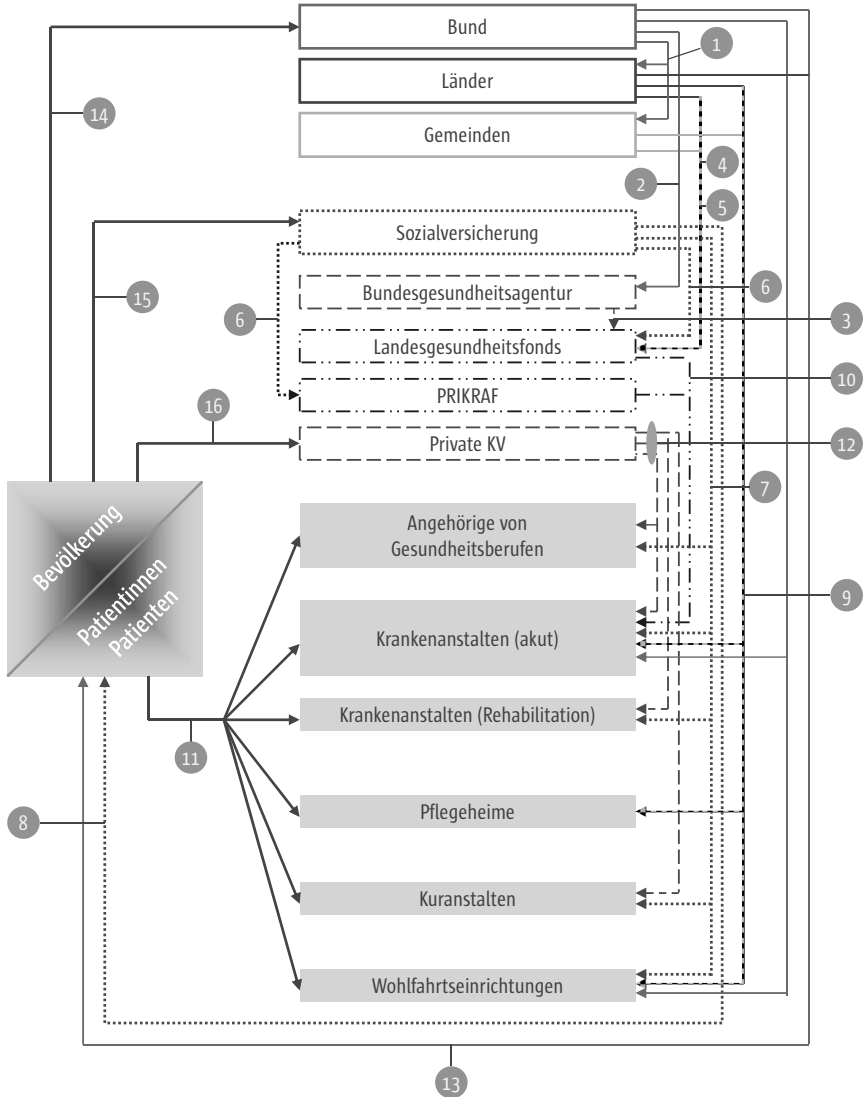 Bund
1
Länder
14
Gemeinden
4
2
5
Sozialversicherung
15
6
Bundesgesundheitsagentur
6
3
Landesgesundheitsfonds
10
PRIKRAF
16
Private KV
12
7
Bevölkerung
Patientinnen
Patienten
Angehörige von
Gesundheitsberufen
9
Krankenanstalten (akut)
Krankenanstalten (Rehabilitation)
11
8
Pflegeheime
Kuranstalten
Wohlfahrtseinrichtungen
13